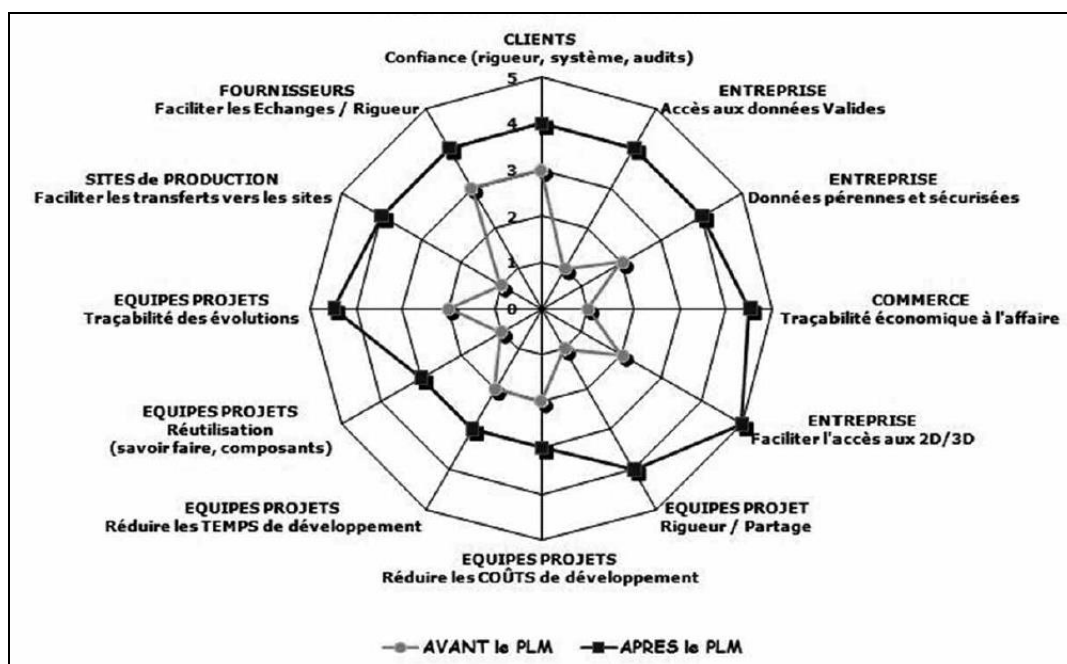 CLIENTS
Confiance (rigueur, système, audits)
ENTREPRISE
Accès aux données Valides
ENTREPRISE
Données pérennes et sécurisées
COMMERCE
Traçabilité économique à l'affaire
ENTREPRISE
Faciliter l'accès aux 2D/3D
EQUIPES PROJET
Rigueur / Partage
EQUIPES PROJETS
Réduire les COÛTS de développement
EQUIPES PROJETS
Réduire les TEMPS de développement
EQUIPES PROJETS
Réutilisation
(savoir faire, composants)
EQUIPES PROJETS
Traçabilité des évolutions
SITES de PRODUCTION
Faciliter les transferts vers les sites
FOURNISSEURS
Faciliter les Echanges / Rigueur
5
4
3
2
1
0
AVANT le PLM
APRES le PLM